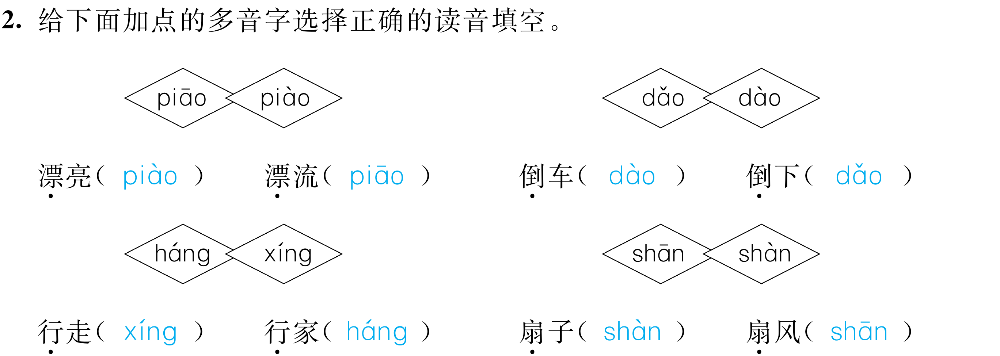 2. 给下面加点的多音字选择正确的读音填空。
piāo piào dǎo dào
漂亮( piào ) 漂流( piāo ) 倒车( dào ) 倒下( dǎo )
háng xíng shān shàn
行走( xíng ) 行家( háng ) 扇子( shàn ) 扇风( shān )